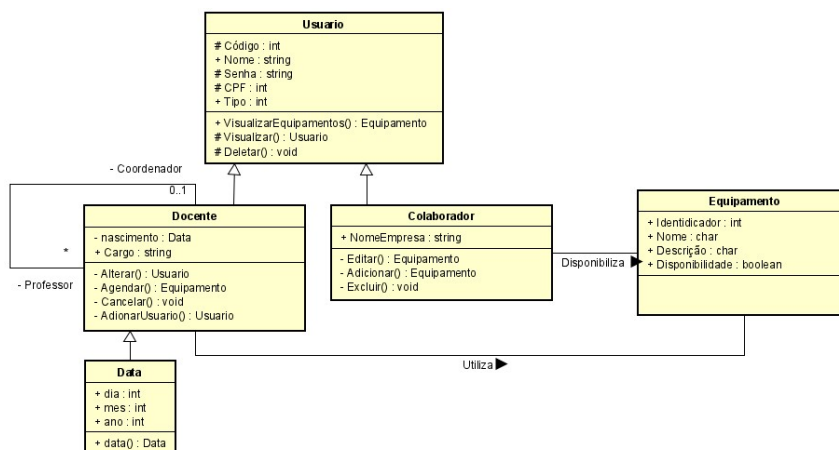 Usuario
# Código : int
+ Nome : string
# Senha : string
# CPF : int
+ Tipo : int
+ VisualizarEquipamentos() : Equipamento
# Visualizar() : Usuario
# Deletar() : void
- Coordenador
0..1
*
- Professor
Docente
- nascimento : Data
+ Cargo : string
- Alterar() : Usuario
- Agendar() : Equipamento
- Cancelar() : void
- AdionarUsuario() : Usuario
Colaborador
+ NomeEmpresa : string
- Editar() : Equipamento
- Adicionar() : Equipamento
- Excluir() : void
Disponibiliza
Equipamento
+ Identidicador : int
+ Nome : char
+ Descrição : char
+ Disponibilidade : boolean
Utiliza
Data
+ dia : int
+ mes : int
+ ano : int
+ data() : Data